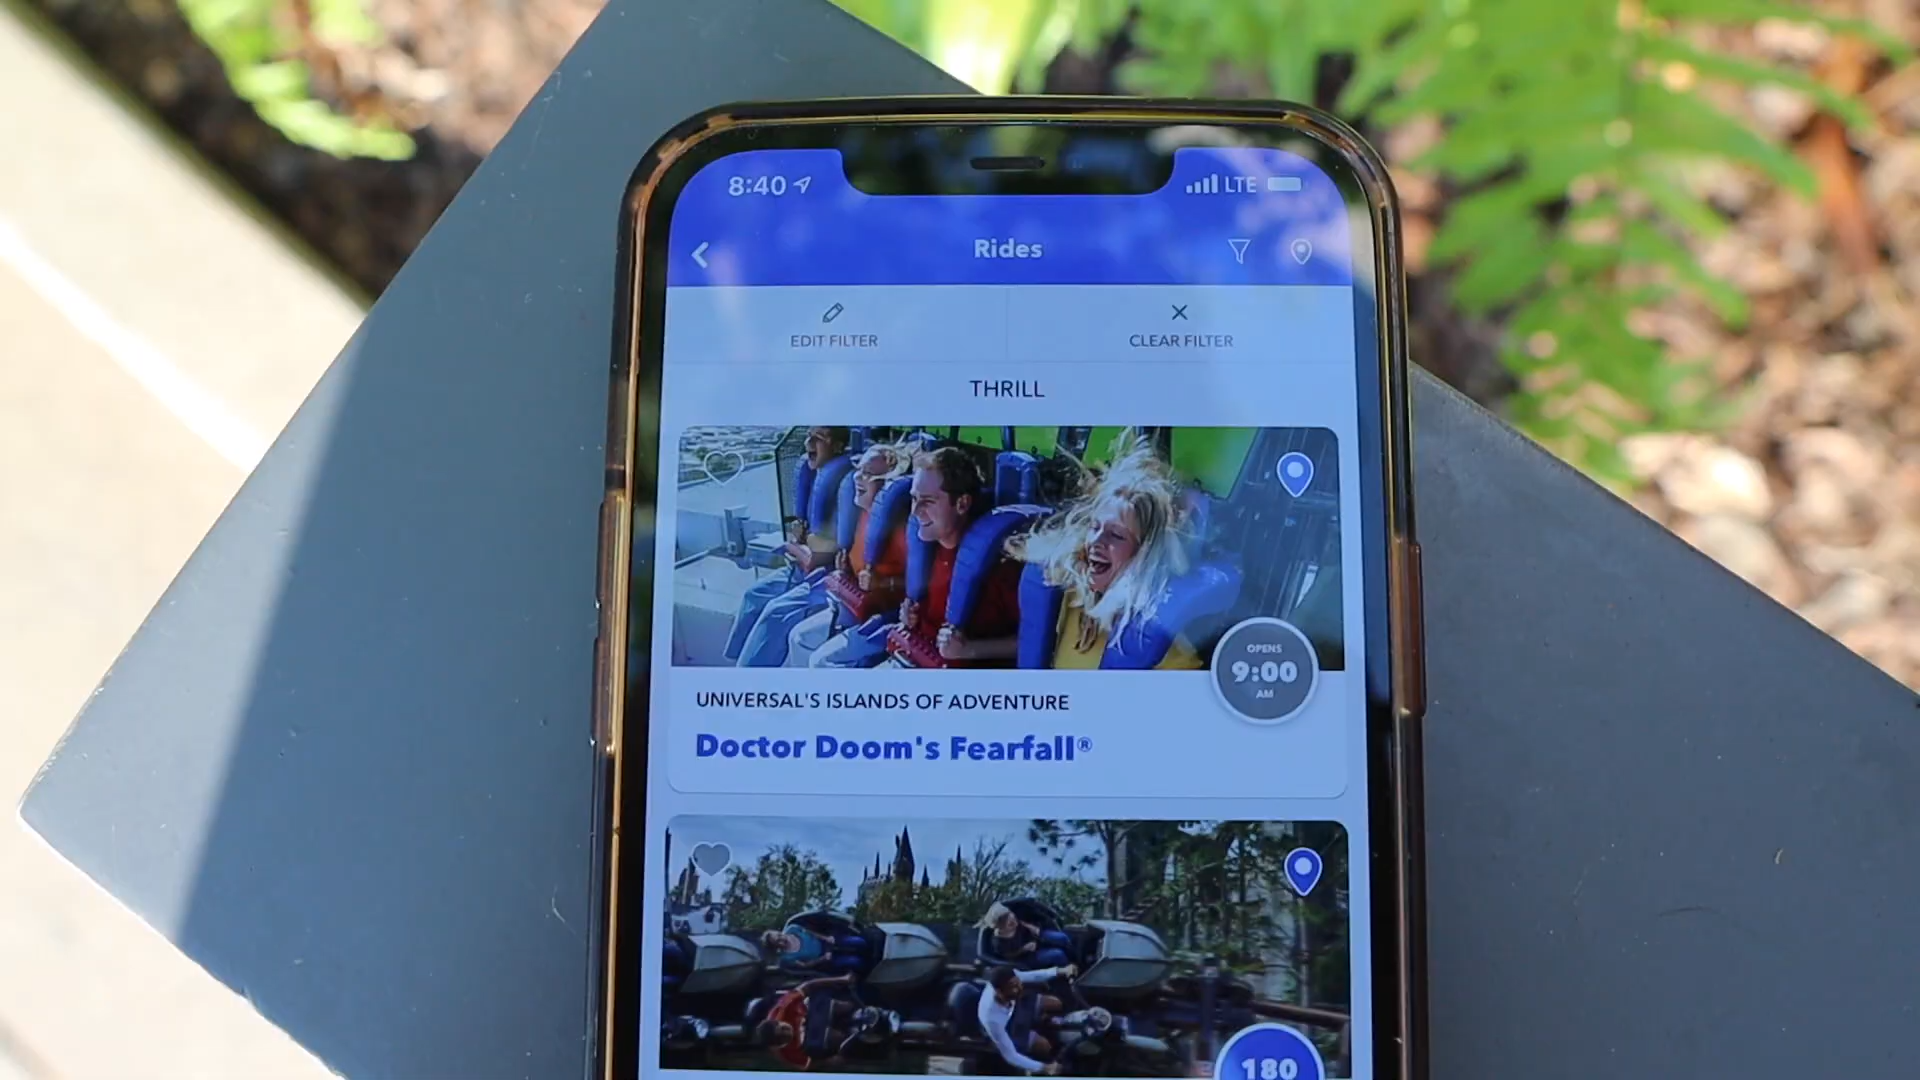 8:40
LTE
Rides
EDIT FILTER
CLEAR FILTER
THRILL
OPENS
9:00
AM
UNIVERSAL'S ISLANDS OF ADVENTURE
Doctor Doom's Fearfall®
180